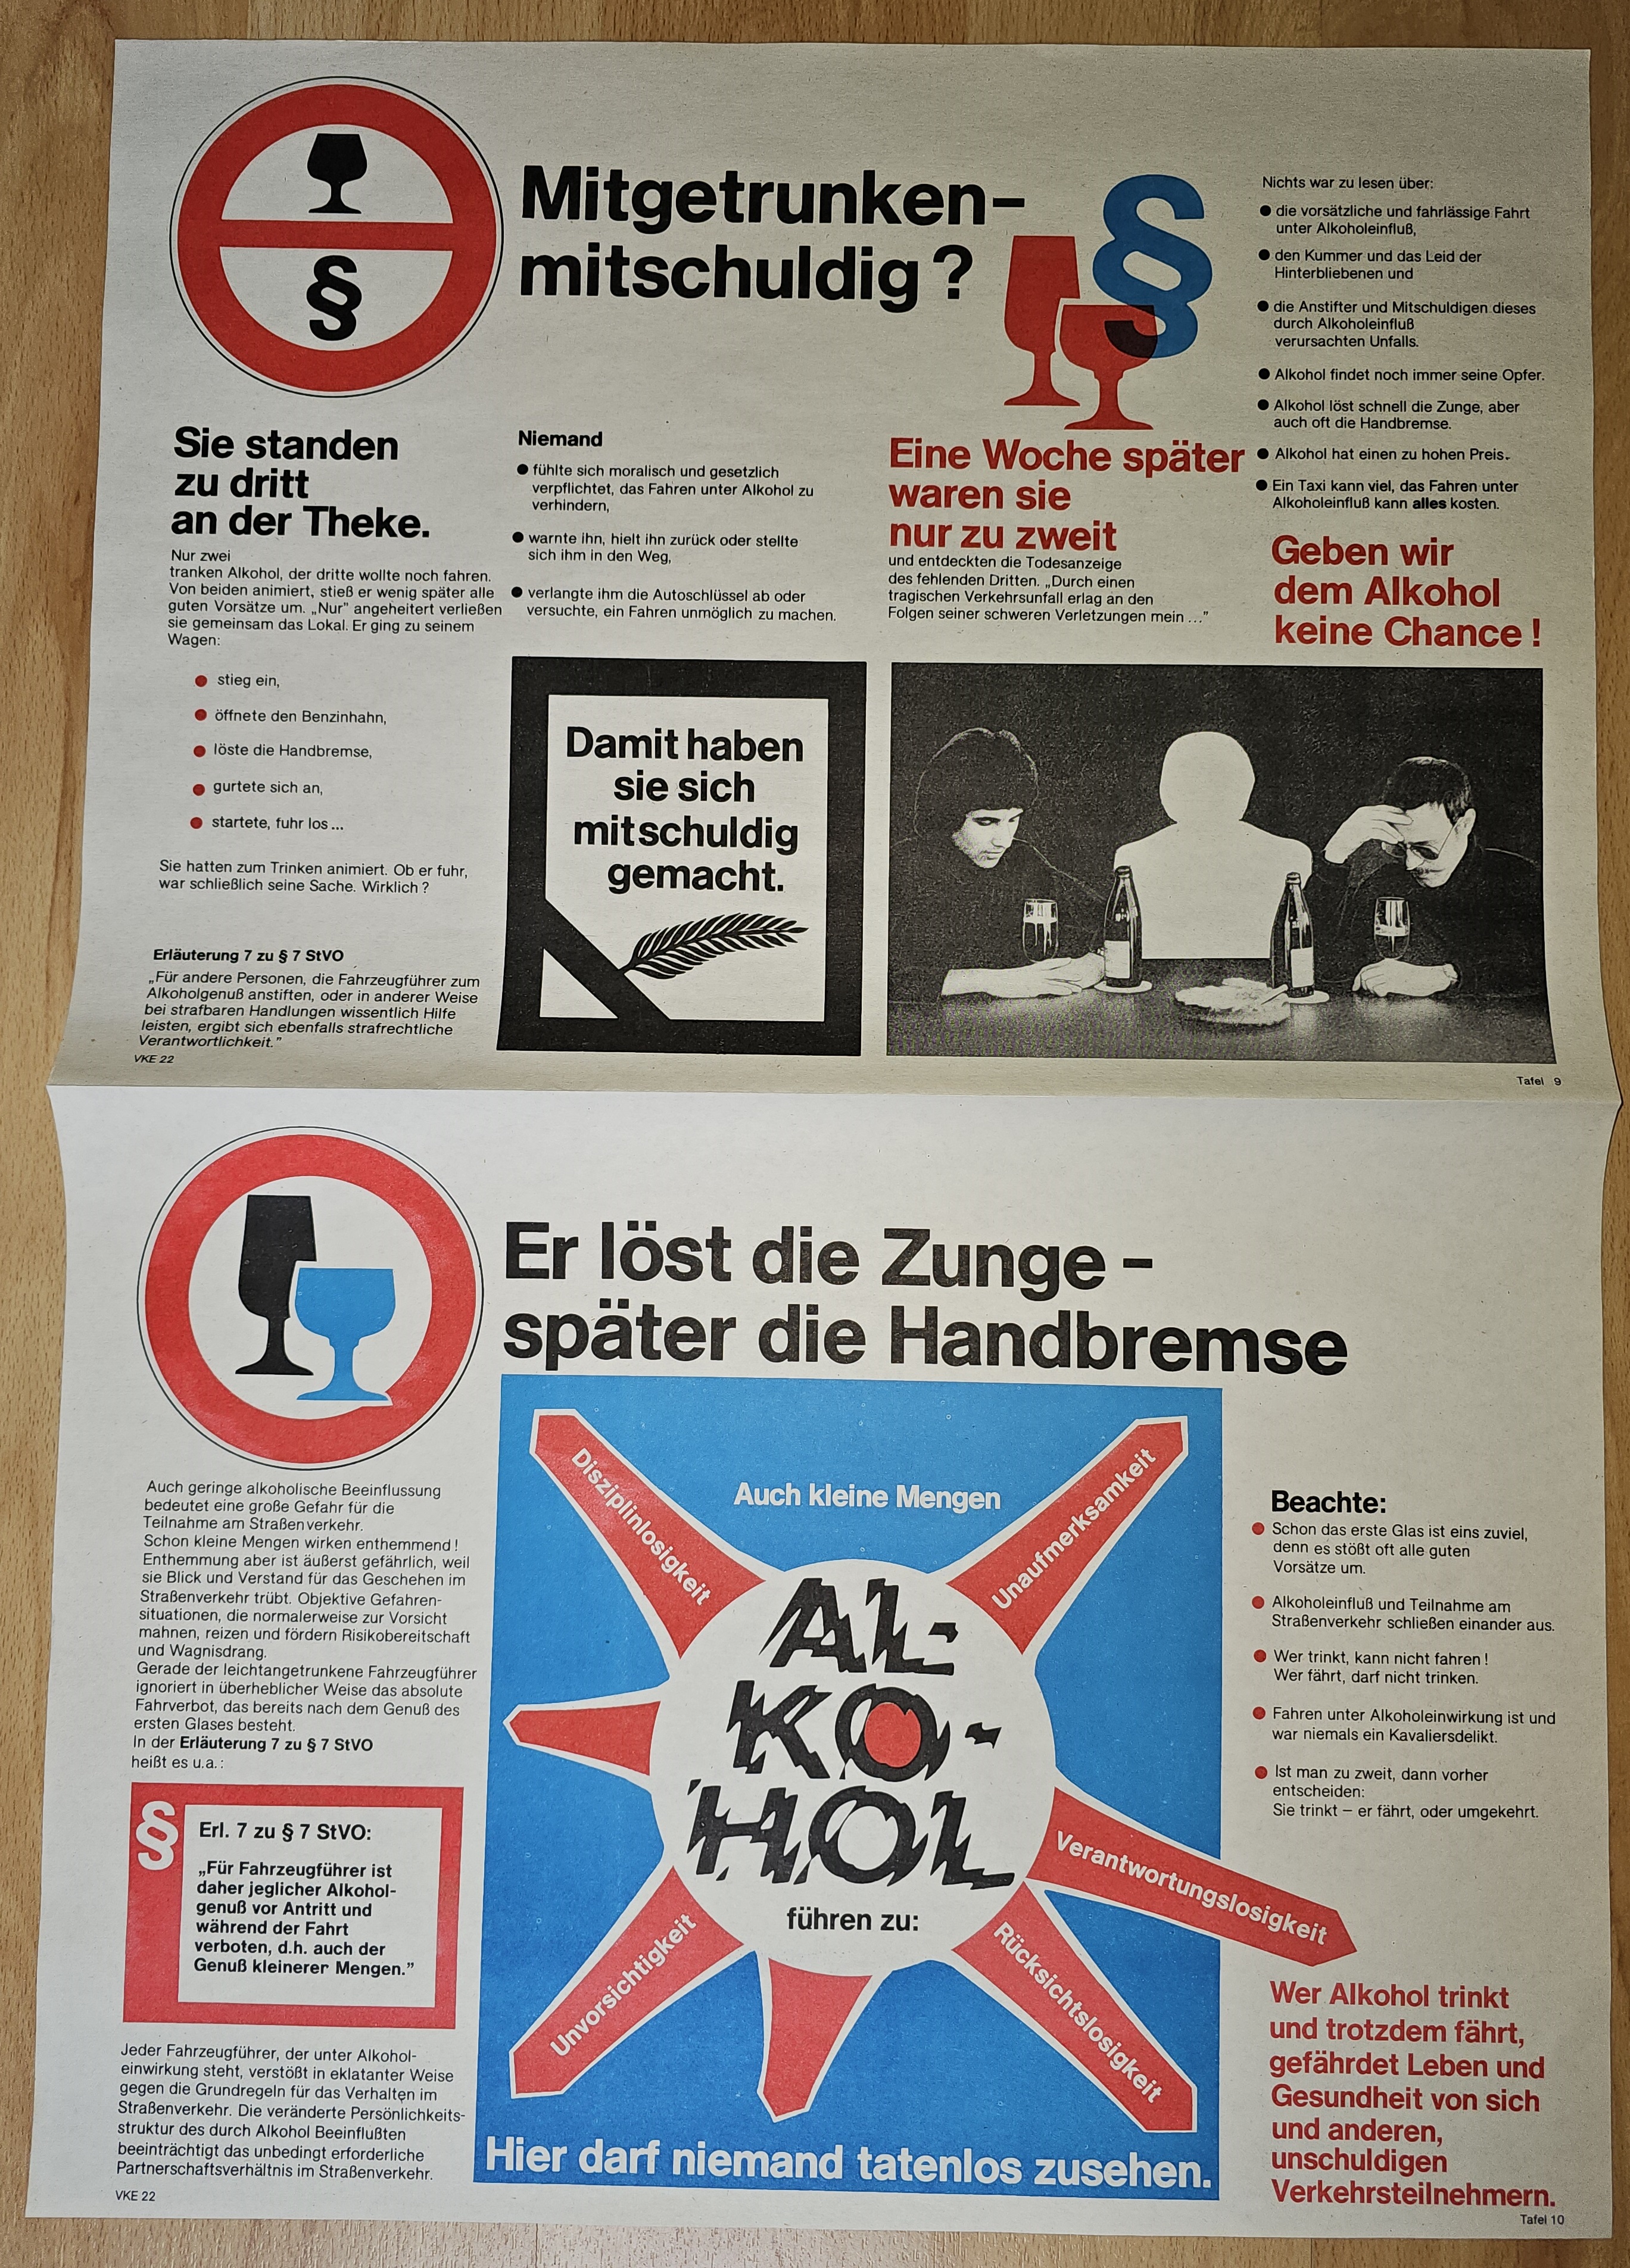 §
Mitgetrunken–
mitschuldig ?
§
Sie standen
zu dritt
an der Theke.
Nur zwei
tranken Alkohol, der dritte wollte noch fahren.
Von beiden animiert, stieß er wenig später alle
guten Vorsätze um. „Nur” angeheitert verließen
sie gemeinsam das Lokal. Er ging zu seinem
Wagen:
● stieg ein,
● öffnete den Benzinhahn,
● löste die Handbremse,
● gurtete sich an,
● startete, fuhr los ...
Sie hatten zum Trinken animiert. Ob er fuhr,
war schließlich seine Sache. Wirklich ?
Erläuterung 7 zu § 7 StVO
„Für andere Personen, die Fahrzeugführer zum
Alkoholgenuß anstiften, oder in anderer Weise
bei strafbaren Handlungen wissentlich Hilfe
leisten, ergibt sich ebenfalls strafrechtliche
Verantwortlichkeit.”
VKE 22
Niemand
● fühlte sich moralisch und gesetzlich
verpflichtet, das Fahren unter Alkohol zu
verhindern,
● warnte ihn, hielt ihn zurück oder stellte
sich ihm in den Weg,
● verlangte ihm die Autoschlüssel ab oder
versuchte, ein Fahren unmöglich zu machen.
Damit haben
sie sich
mitschuldig
gemacht.
Eine Woche später
waren sie
nur zu zweit
und entdeckten die Todesanzeige
des fehlenden Dritten. „Durch einen
tragischen Verkehrsunfall erlag an den
Folgen seiner schweren Verletzungen mein ...”
Nichts war zu lesen über:
● die vorsätzliche und fahrlässige Fahrt
unter Alkoholeinfluß,
● den Kummer und das Leid der
Hinterbliebenen und
● die Anstifter und Mitschuldigen dieses
durch Alkoholeinfluß
verursachten Unfalls.
● Alkohol findet noch immer seine Opfer.
● Alkohol löst schnell die Zunge, aber
auch oft die Handbremse.
● Alkohol hat einen zu hohen Preis.
● Ein Taxi kann viel, das Fahren unter
Alkoholeinfluß kann alles kosten.
Geben wir
dem Alkohol
keine Chance !
Tafel 9
Er löst die Zunge –
später die Handbremse
Auch geringe alkoholische Beeinflussung
bedeutet eine große Gefahr für die
Teilnahme am Straßenverkehr.
Schon kleine Mengen wirken enthemmend !
Enthemmung aber ist äußerst gefährlich, weil
sie Blick und Verstand für das Geschehen im
Straßenverkehr trübt. Objektive Gefahren-
situationen, die normalerweise zur Vorsicht
mahnen, reizen und fördern Risikobereitschaft
und Wagnisdrang.
Gerade der leichtangetrunkene Fahrzeugführer
ignoriert in überheblicher Weise das absolute
Fahrverbot, das bereits nach dem Genuß des
ersten Glases besteht.
In der Erläuterung 7 zu § 7 StVO
heißt es u.a.:
§
Erl. 7 zu § 7 StVO:
„Für Fahrzeugführer ist
daher jeglicher Alkohol-
genuß vor Antritt und
während der Fahrt
verboten, d.h. auch der
Genuß kleinerer Mengen.”
Jeder Fahrzeugführer, der unter Alkohol-
einwirkung steht, verstößt in eklatanter Weise
gegen die Grundregeln für das Verhalten im
Straßenverkehr. Die veränderte Persönlichkeits-
struktur des durch Alkohol Beeinflußten
beeinträchtigt das unbedingt erforderliche
Partnerschaftsverhältnis im Straßenverkehr.
VKE 22
Auch kleine Mengen
AL-
KO-
HOL
führen zu:
Disziplinlosigkeit
Unaufmerksamkeit
Verantwortungslosigkeit
Rücksichtslosigkeit
Unvorsichtigkeit
Hier darf niemand tatenlos zusehen.
Beachte:
● Schon das erste Glas ist eins zuviel,
denn es stößt oft alle guten
Vorsätze um.
● Alkoholeinfluß und Teilnahme am
Straßenverkehr schließen einander aus.
● Wer trinkt, kann nicht fahren !
Wer fährt, darf nicht trinken.
● Fahren unter Alkoholeinwirkung ist und
war niemals ein Kavaliersdelikt.
● Ist man zu zweit, dann vorher
entscheiden:
Sie trinkt – er fährt, oder umgekehrt.
Wer Alkohol trinkt
und trotzdem fährt,
gefährdet Leben und
Gesundheit von sich
und anderen,
unschuldigen
Verkehrsteilnehmern.
Tafel 10